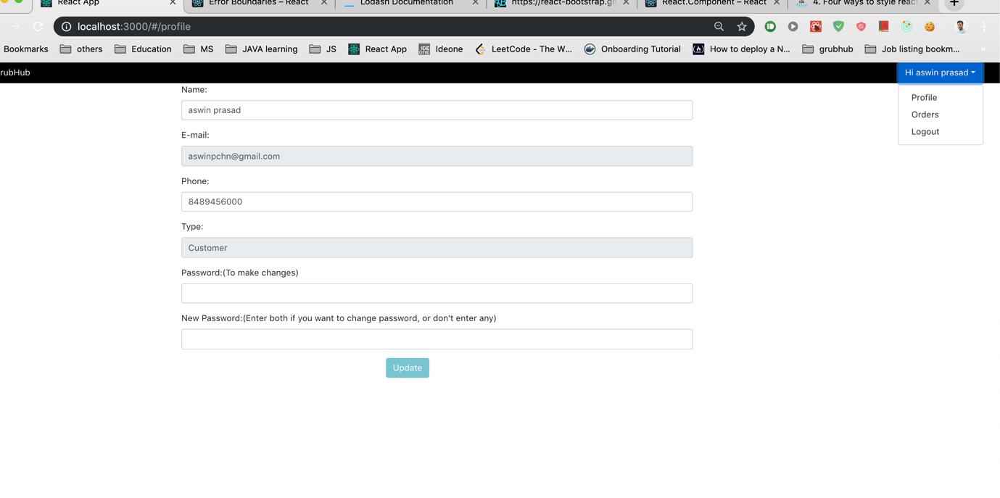 React App
Error Boundaries – React
Lodash Documentation
https://react-bootstrap.git
React.Component – React
4. Four ways to style react
localhost:3000/#/profile
Bookmarks others Education MS JAVA learning JS React App IDE ONE Ideone LeetCode - The W... Onboarding Tutorial How to deploy a N... grubhub Job listing bookm... »
rubHub Hi aswin prasad
Name:
Profile
aswin prasad
Orders
E-mail:
Logout
aswinpchn@gmail.com
Phone:
8489456000
Type:
Customer
Password:(To make changes)
New Password:(Enter both if you want to change password, or don't enter any)
Update